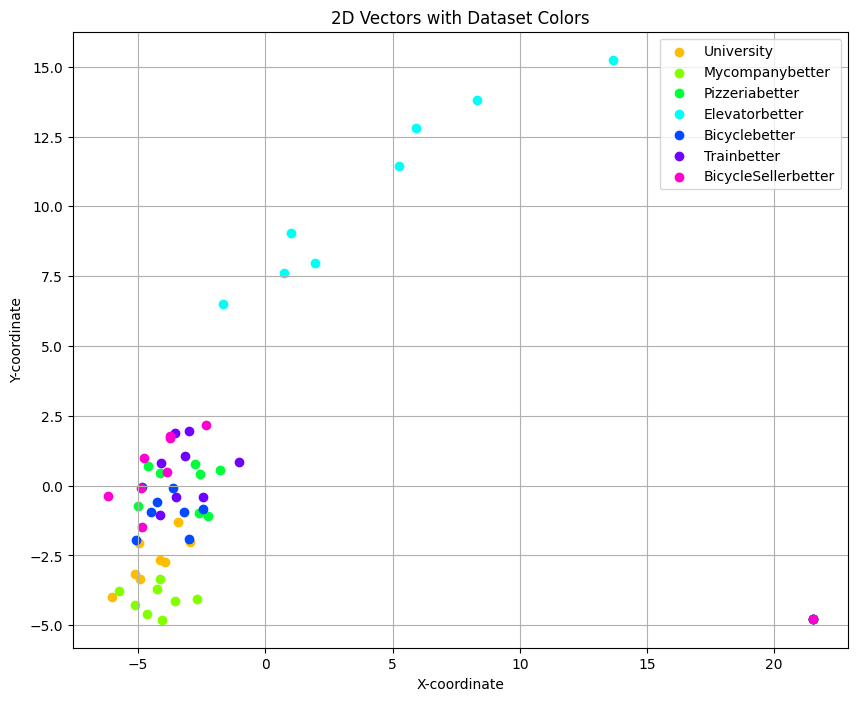 2D Vectors with Dataset Colors
University
Mycompanybetter
Pizzeriabetter
Elevatorbetter
Bicyclebetter
Trainbetter
BicycleSellerbetter
Y-coordinate
15.0
12.5
10.0
7.5
5.0
2.5
0.0
−2.5
−5.0
−5
0
5
10
15
20
X-coordinate